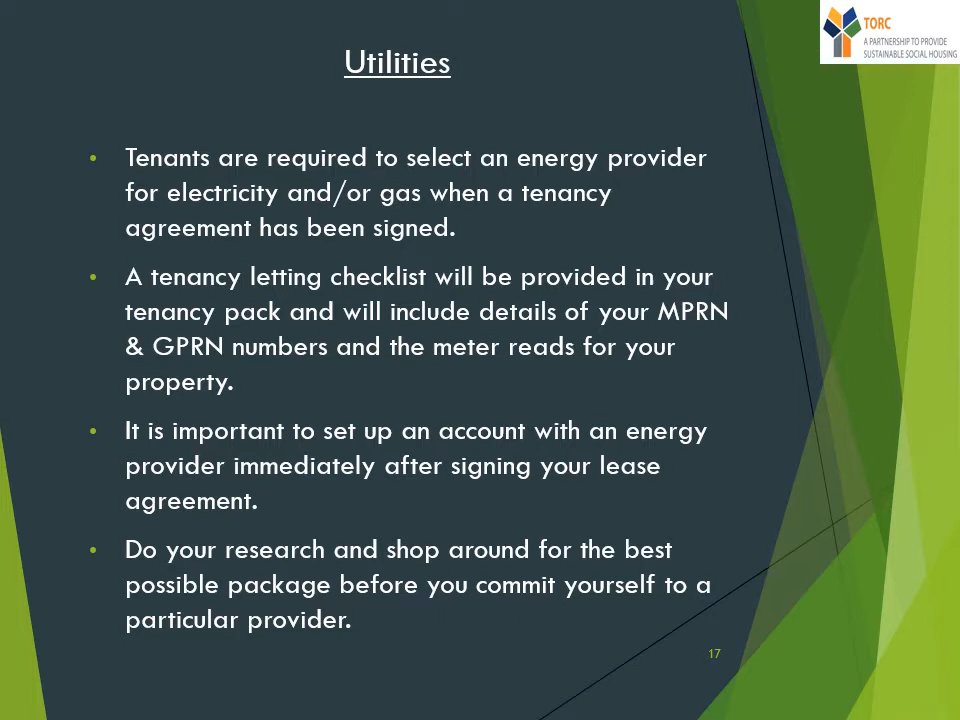 TORC
A PARTNERSHIP TO PROVIDE
SUSTAINABLE SOCIAL HOUSING
Utilities
• Tenants are required to select an energy provider
for electricity and/or gas when a tenancy
agreement has been signed.
• A tenancy letting checklist will be provided in your
tenancy pack and will include details of your MPRN
& GPRN numbers and the meter reads for your
property.
• It is important to set up an account with an energy
provider immediately after signing your lease
agreement.
• Do your research and shop around for the best
possible package before you commit yourself to a
particular provider.
17